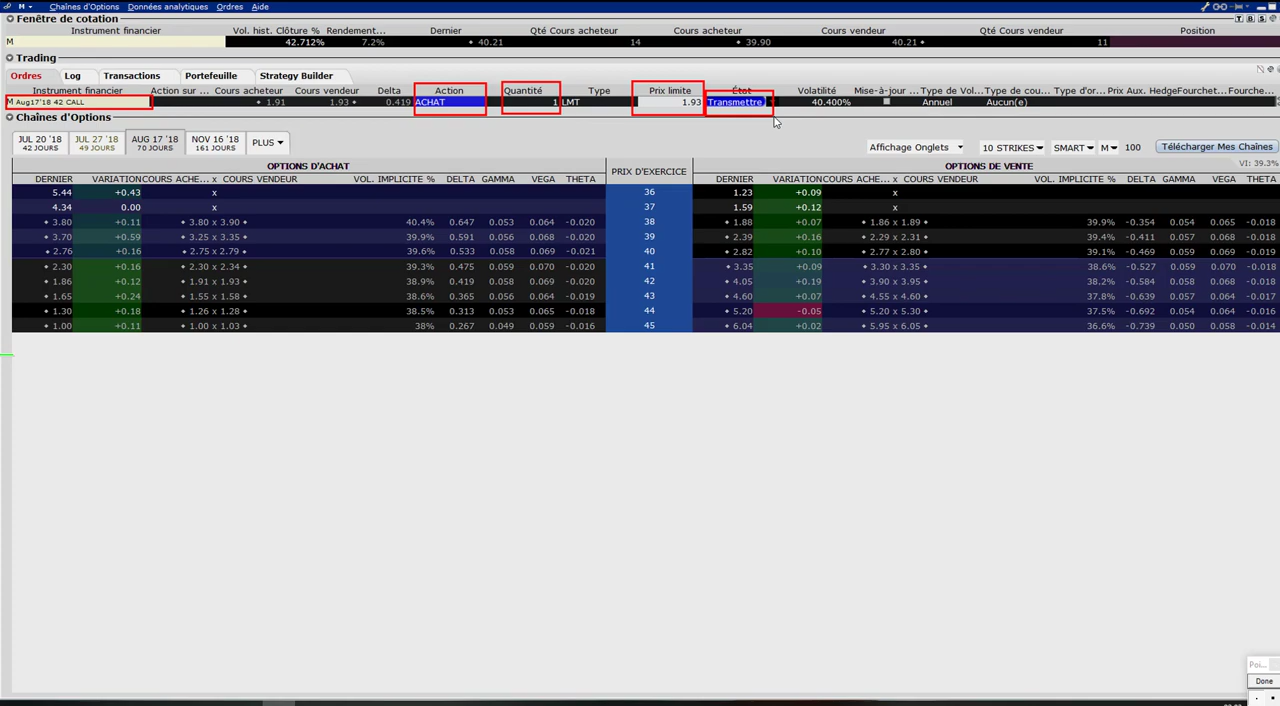 M Chaînes d'Options Données analytiques Ordres Aide
Fenêtre de cotation T B S
Instrument financier Vol. hist. Clôture % Rendement... Dernier Qté Cours acheteur Cours acheteur Cours vendeur Qté Cours vendeur Position
M 42.712% 7.2% 40.21 14 39.90 40.21 11
Trading
Ordres Log Transactions Portefeuille Strategy Builder
Instrument financier Action sur ... Cours acheteur Cours vendeur Delta Action Quantité Type Prix limite État Volatilité Mise-à-jour ... Type de Vol... Type de cou... Type d'or... Prix Aux. HedgeFourchet... Fourche...
M Aug17'18 42 CALL 1.91 1.93 0.419 ACHAT 1 LMT 1.93 Transmettre 40.400% Annuel Aucun(e)
Chaînes d'Options
JUL 20 '18 JUL 27 '18 AUG 17 '18 NOV 16 '18 PLUS
42 JOURS 49 JOURS 70 JOURS 161 JOURS
Affichage Onglets 10 STRIKES SMART M 100 Télécharger Mes Chaînes
VI: 39.3%
OPTIONS D'ACHAT PRIX D'EXERCICE OPTIONS DE VENTE
DERNIER VARIATION COURS ACHE... x COURS VENDEUR VOL. IMPLICITE % DELTA GAMMA VEGA THETA DERNIER VARIATION COURS ACHE... x COURS VENDEUR VOL. IMPLICITE % DELTA GAMMA VEGA THETA
5.44 +0.43 x 36 1.23 +0.09 x
4.34 0.00 x 37 1.59 +0.12 x
3.80 +0.11 3.80 x 3.90 40.4% 0.647 0.053 0.064 -0.020 38 1.88 +0.07 1.86 x 1.89 39.9% -0.354 0.054 0.065 -0.018
3.70 +0.59 3.25 x 3.35 39.9% 0.591 0.056 0.068 -0.020 39 2.39 +0.16 2.29 x 2.31 39.4% -0.411 0.057 0.068 -0.018
2.76 +0.16 2.75 x 2.79 39.6% 0.533 0.058 0.069 -0.021 40 2.82 +0.10 2.77 x 2.80 39.1% -0.469 0.059 0.069 -0.019
2.30 +0.16 2.30 x 2.34 39.3% 0.475 0.059 0.070 -0.020 41 3.35 +0.09 3.30 x 3.35 38.6% -0.527 0.059 0.070 -0.018
1.86 +0.12 1.91 x 1.93 38.9% 0.419 0.058 0.069 -0.020 42 4.05 +0.19 3.90 x 3.95 38.2% -0.584 0.058 0.068 -0.018
1.65 +0.24 1.55 x 1.58 38.6% 0.365 0.056 0.064 -0.019 43 4.60 +0.07 4.55 x 4.60 37.8% -0.639 0.057 0.064 -0.017
1.30 +0.18 1.26 x 1.28 38.5% 0.313 0.053 0.065 -0.018 44 5.20 -0.05 5.20 x 5.30 37.5% -0.692 0.054 0.064 -0.016
1.00 +0.11 1.00 x 1.03 38% 0.267 0.049 0.059 -0.016 45 6.04 +0.02 5.95 x 6.05 36.6% -0.739 0.050 0.058 -0.014
Poi...
Done